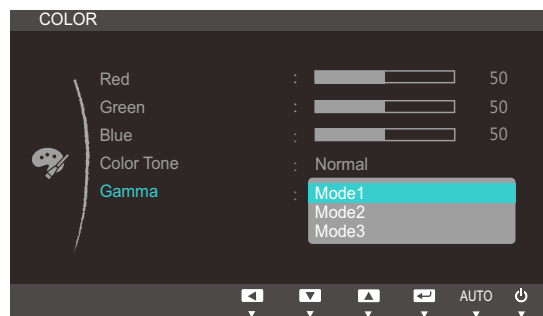 COLOR
Red : 50
Green : 50
Blue : 50
Color Tone : Normal
Gamma : Mode1
Mode2
Mode3
AUTO